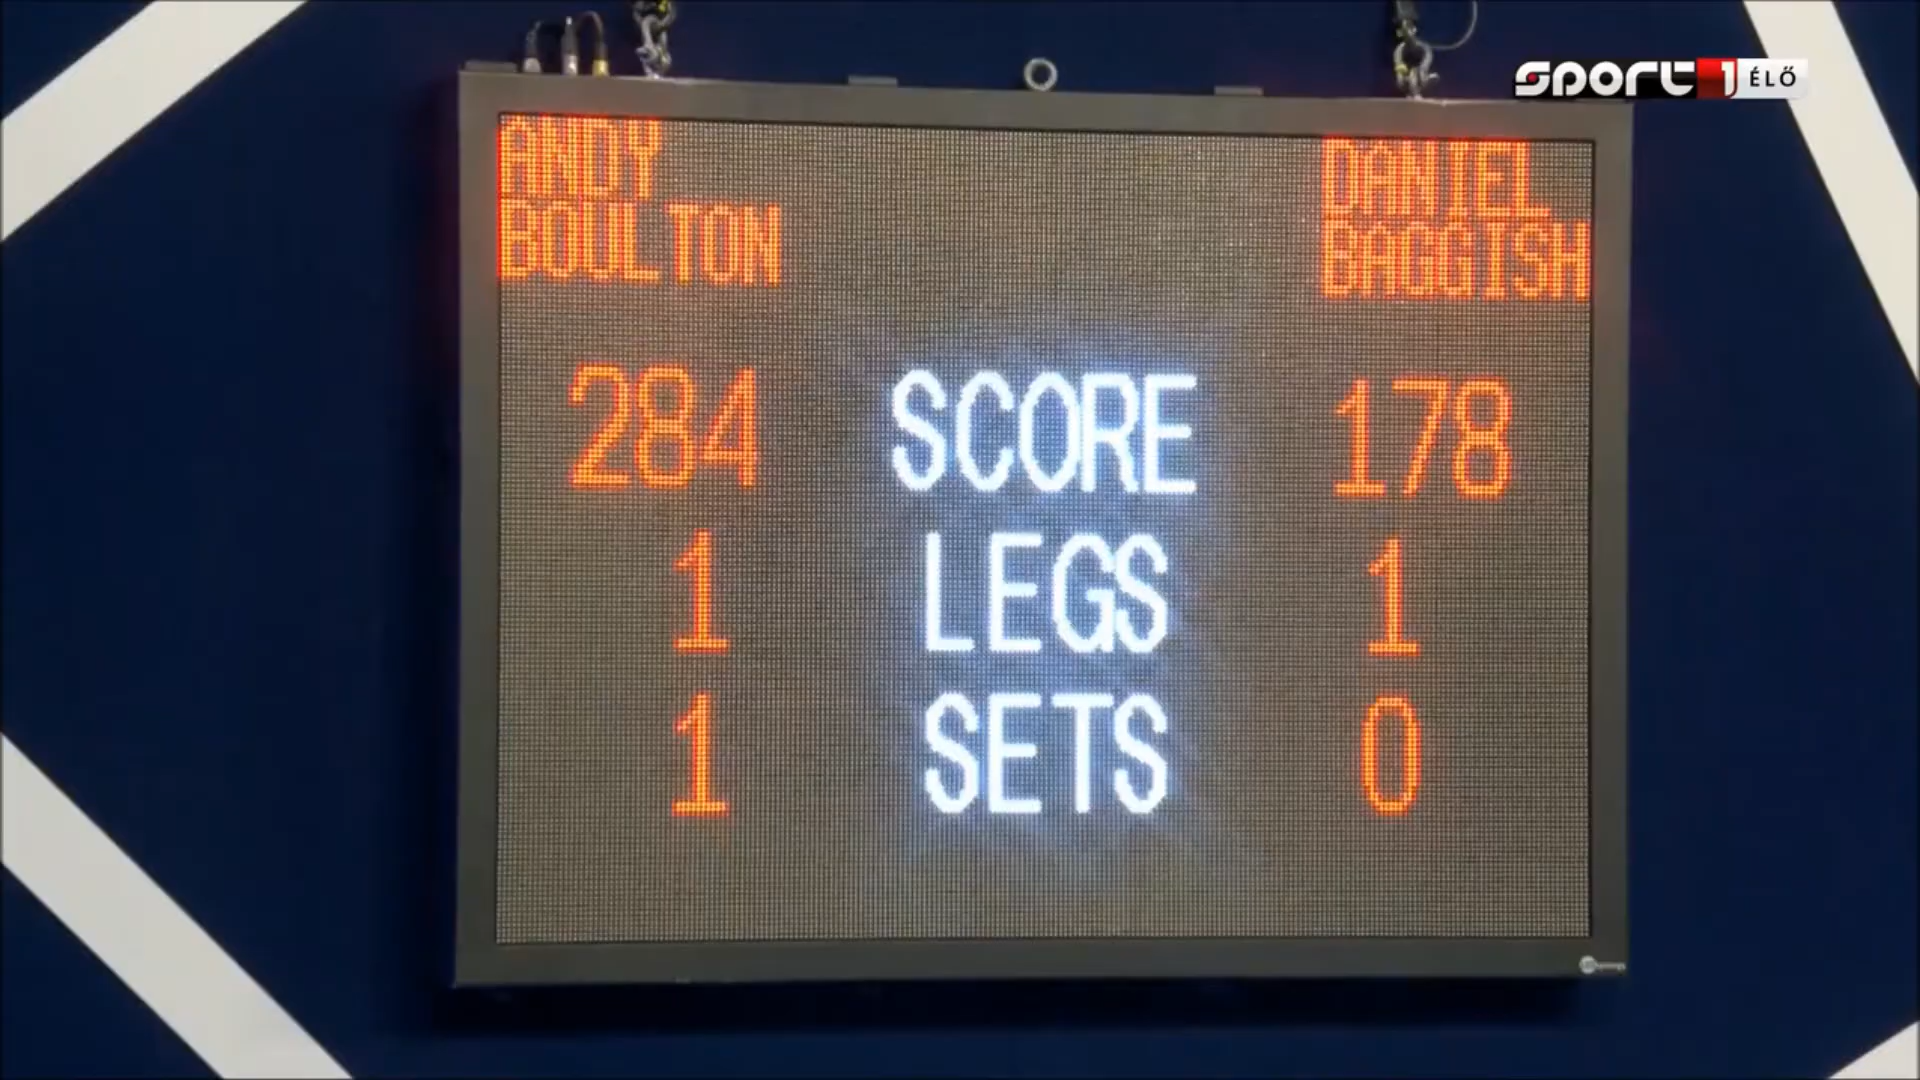 SPORT1 ÉLŐ
ANDY
BOULTON
DANIEL
BAGGISH
284 SCORE 178
1 LEGS 1
1 SETS 0